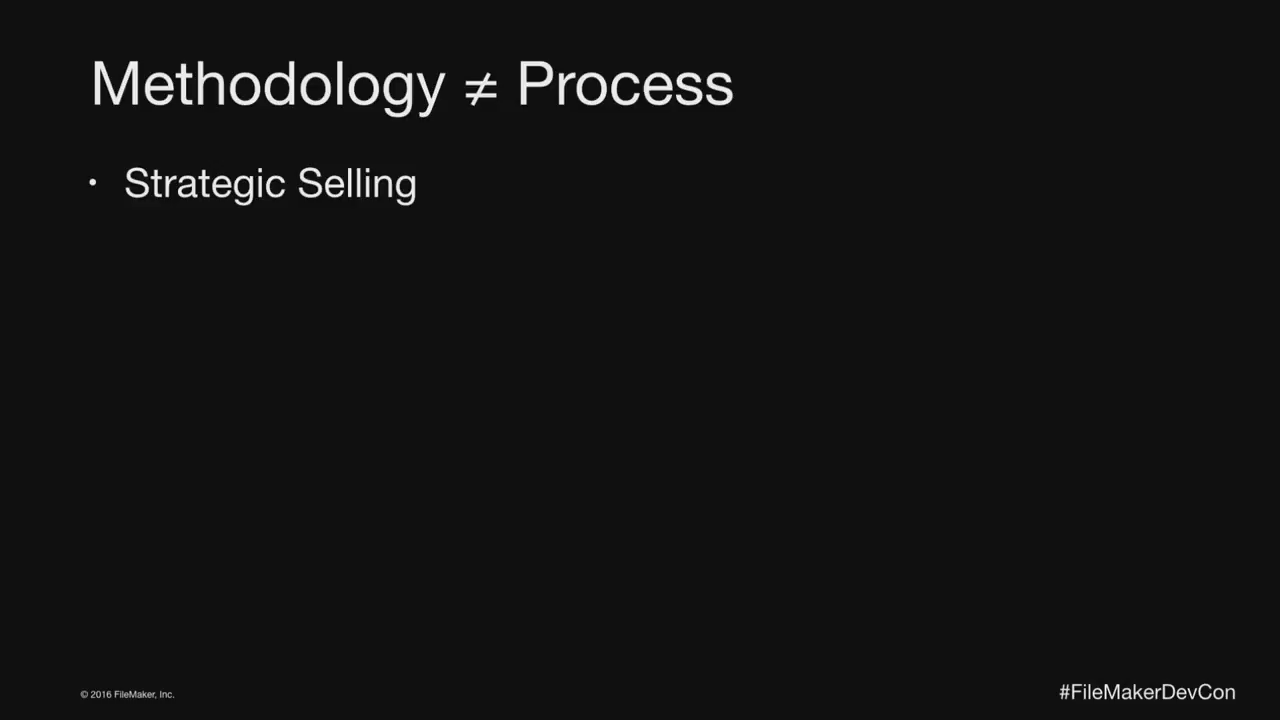 Methodology ≠ Process
• Strategic Selling
© 2016 FileMaker, Inc.
#FileMakerDevCon